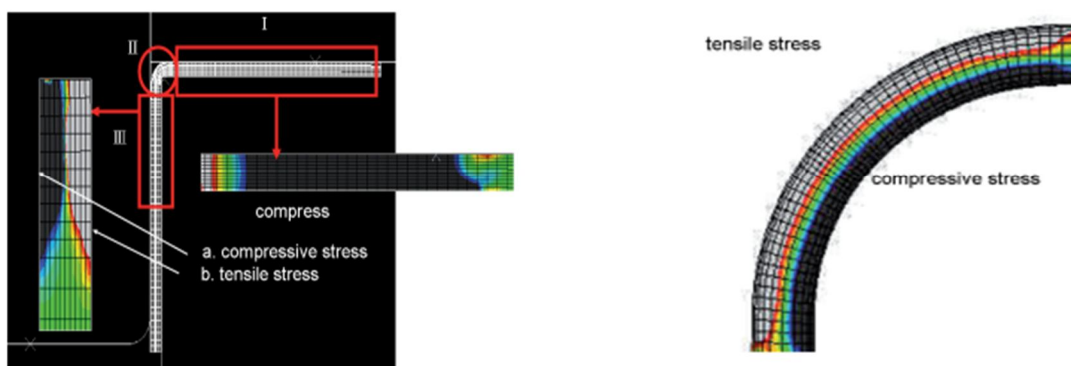 I
II
III
compress
a. compressive stress
b. tensile stress
tensile stress
compressive stress